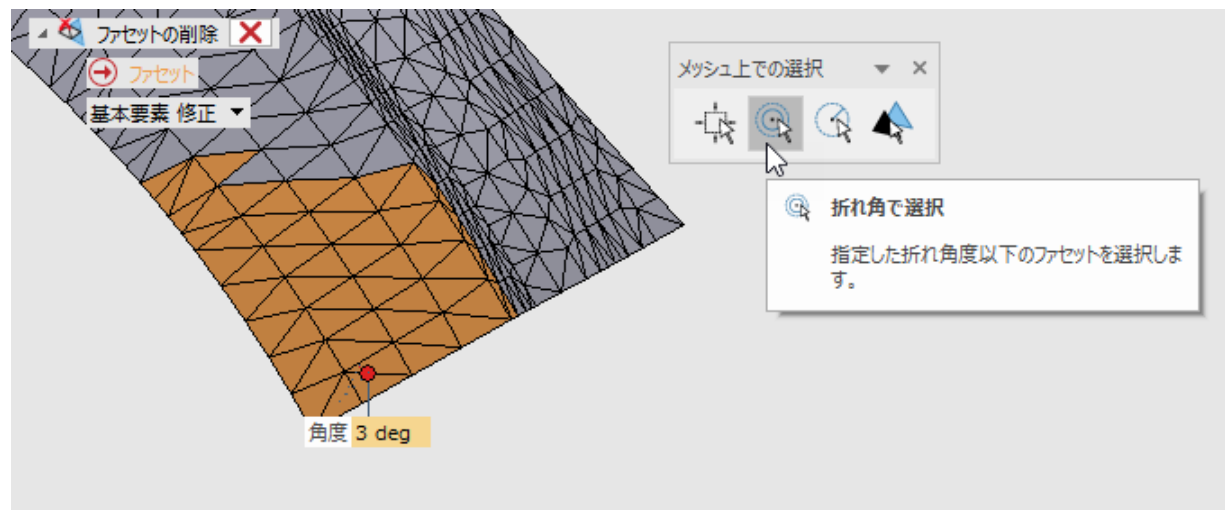 ファセットの削除
ファセット
基本要素 修正
メッシュ上での選択
折れ角で選択
指定した折れ角度以下のファセットを選択しま
す。
角度 3 deg